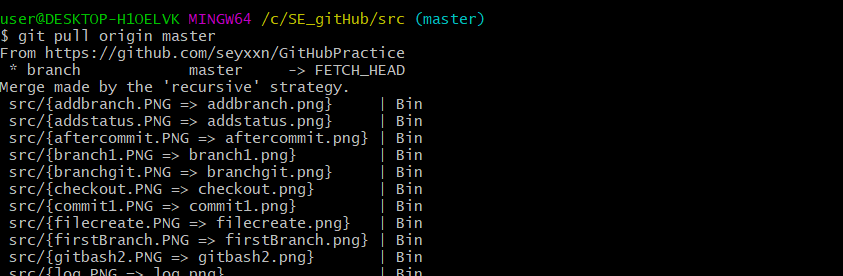 user@DESKTOP-H1OELVK MINGW64 /c/SE_gitHub/src (master)
$ git pull origin master
From https://github.com/seyxxn/GitHubPractice
 * branch            master     -> FETCH_HEAD
Merge made by the 'recursive' strategy.
 src/{addbranch.PNG => addbranch.png}     | Bin
 src/{addstatus.PNG => addstatus.png}     | Bin
 src/{aftercommit.PNG => aftercommit.png} | Bin
 src/{branch1.PNG => branch1.png}         | Bin
 src/{branchgit.PNG => branchgit.png}     | Bin
 src/{checkout.PNG => checkout.png}       | Bin
 src/{commit1.PNG => commit1.png}         | Bin
 src/{filecreate.PNG => filecreate.png}   | Bin
 src/{firstBranch.PNG => firstBranch.png} | Bin
 src/{gitbash2.PNG => gitbash2.png}       | Bin
 src/{log.PNG => log.png}                 | Bin